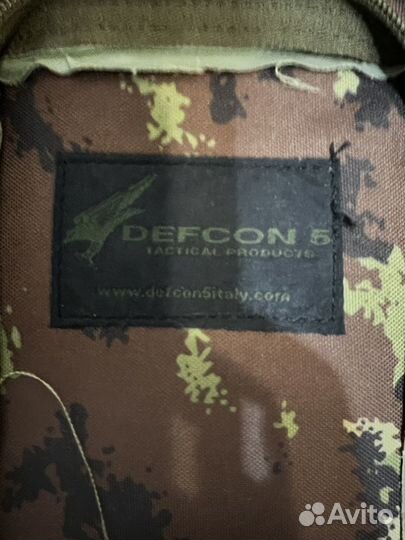 DEFCON 5
TACTICAL PRODUCTS
www.defcon5italy.com
Avito